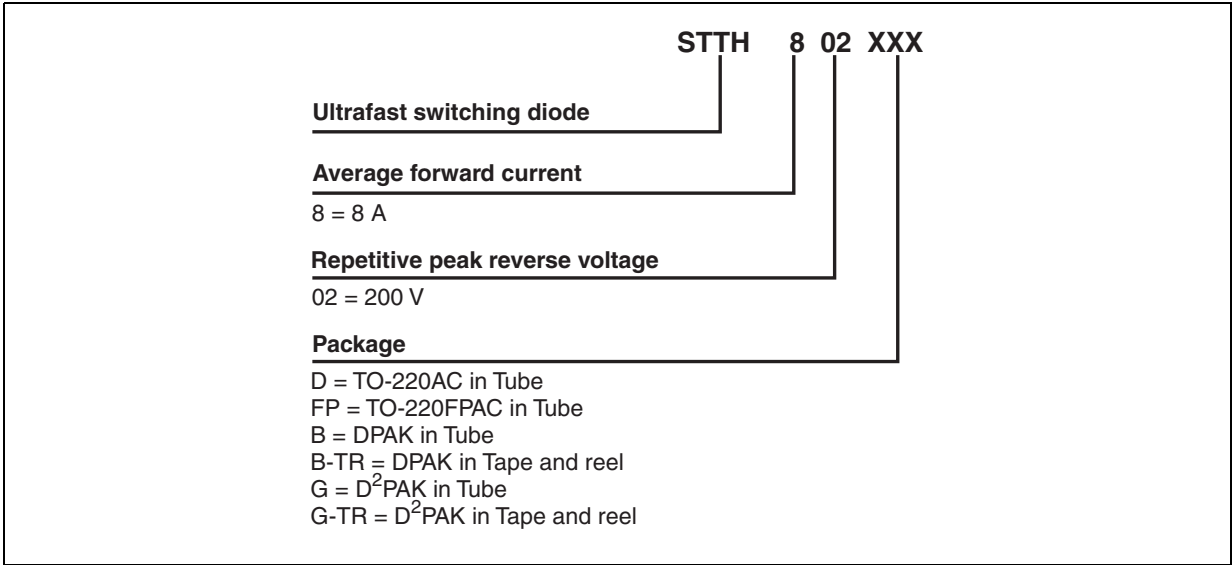 STTH 8 02 XXX
Ultrafast switching diode
Average forward current
8 = 8 A
Repetitive peak reverse voltage
02 = 200 V
Package
D = TO-220AC in Tube
FP = TO-220FPAC in Tube
B = DPAK in Tube
B-TR = DPAK in Tape and reel
G = D²PAK in Tube
G-TR = D²PAK in Tape and reel